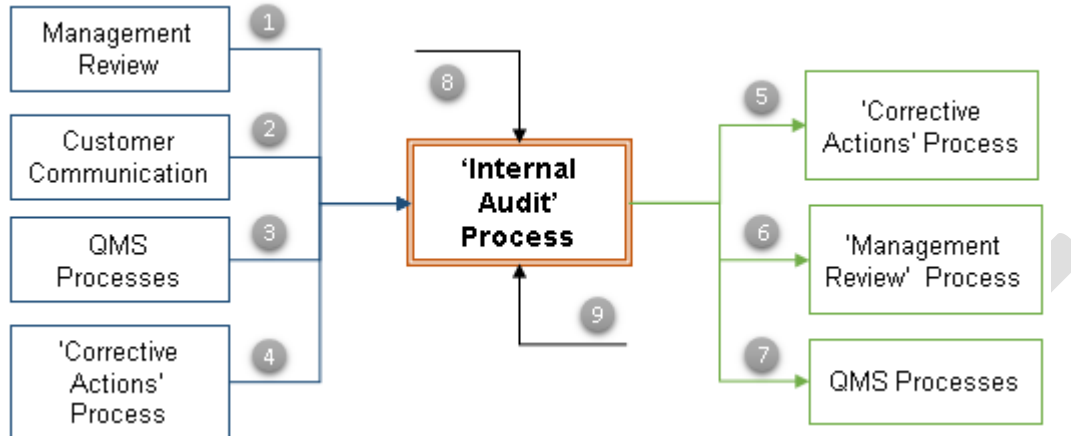 1
Management
Review
2
Customer
Communication
3
QMS
Processes
4
'Corrective
Actions'
Process
8
‘Internal
Audit’
Process
9
5
'Corrective
Actions' Process
6
'Management
Review' Process
7
QMS Processes